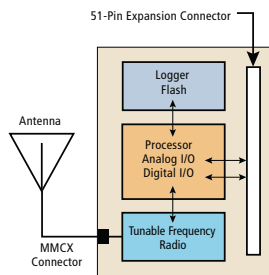 51-Pin Expansion Connector
Logger
Flash
Antenna
Processor
Analog I/O
Digital I/O
Tunable Frequency
Radio
MMCX
Connector